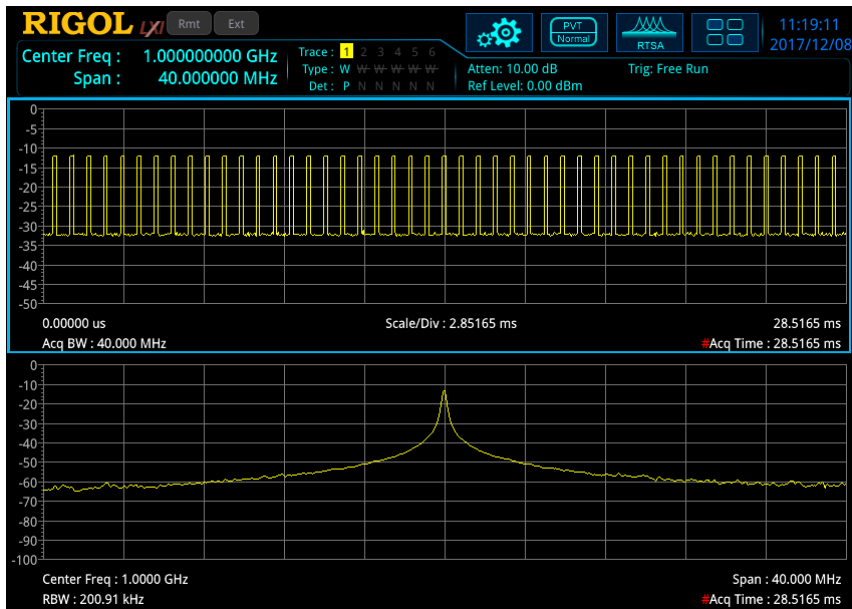 RIGOL LXI Rmt Ext PVT Normal RTSA 11:19:11
2017/12/08
Center Freq : 1.000000000 GHz
Span : 40.000000 MHz
Trace : 1 2 3 4 5 6
Type : W W W W W W
Det : P N N N N N
Atten: 10.00 dB Trig: Free Run
Ref Level: 0.00 dBm
0
-5
-10
-15
-20
-25
-30
-35
-40
-45
-50
0.00000 us Scale/Div : 2.85165 ms 28.5165 ms
Acq BW : 40.000 MHz #Acq Time : 28.5165 ms
0
-10
-20
-30
-40
-50
-60
-70
-80
-90
-100
Center Freq : 1.0000 GHz Span : 40.000 MHz
RBW : 200.91 kHz #Acq Time : 28.5165 ms